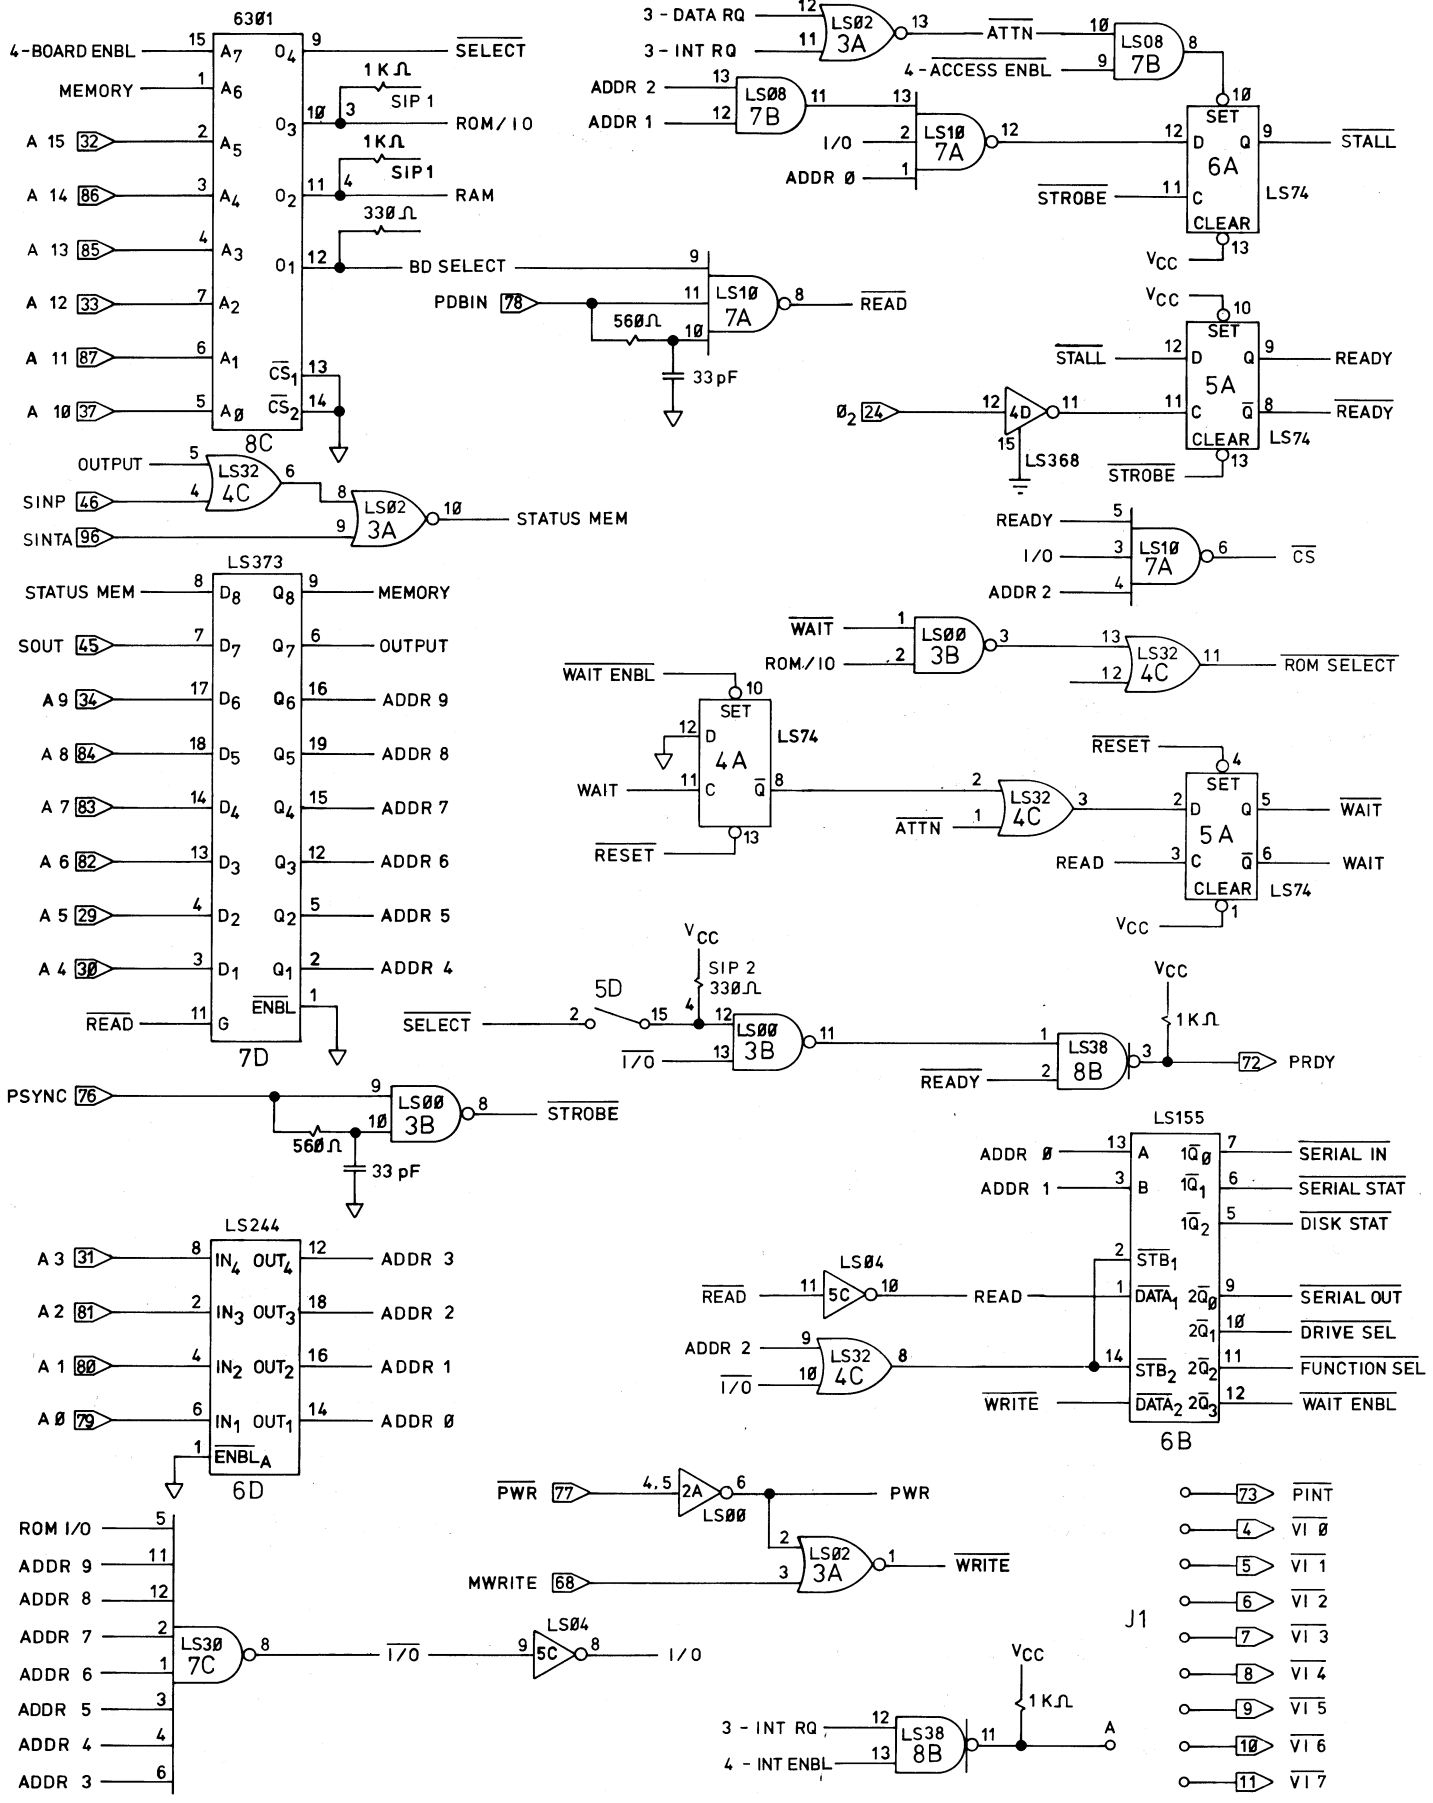 6301
4-BOARD ENBL 15 A7 O4 9 SELECT
MEMORY 1 A6
1KΩ
SIP 1
O3 10 3 ROM/IO
A 15 32 2 A5
1KΩ
SIP1
A 14 86 3 A4 O2 11 4 RAM
330Ω
A 13 85 4 A3
O1 12 BD SELECT
A 12 33 7 A2
A 11 87 6 A1
CS1 13
A 10 37 5 A0 CS2 14
8C
OUTPUT 5 LS32 6
SINP 46 4 4C
8 LS02 10 STATUS MEM
SINTA 96 9 3A
LS373
STATUS MEM 8 D8 Q8 9 MEMORY
SOUT 45 7 D7 Q7 6 OUTPUT
A 9 34 17 D6 Q6 16 ADDR 9
A 8 84 18 D5 Q5 19 ADDR 8
A 7 83 14 D4 Q4 15 ADDR 7
A 6 82 13 D3 Q3 12 ADDR 6
A 5 29 4 D2 Q2 5 ADDR 5
A 4 30 3 D1 Q1 2 ADDR 4
ENBL 1
READ 11 G
7D
PSYNC 76 9 LS00 8 STROBE
10 3B
560Ω
33 pF
LS244
A 3 31 8 IN4 OUT4 12 ADDR 3
A 2 81 2 IN3 OUT3 18 ADDR 2
A 1 80 4 IN2 OUT2 16 ADDR 1
A 0 79 6 IN1 OUT1 14 ADDR 0
1 ENBLA
6D
ROM I/O 5
ADDR 9 11
ADDR 8 12
ADDR 7 2
LS30 7C 8 I/O
ADDR 6 1
ADDR 5 3
ADDR 4 4
ADDR 3 6
LS04
9 5C 8 I/O
3 - DATA RQ 12 LS02 13 ATTN
3 - INT RQ 11 3A
10 LS08 8
4-ACCESS ENBL 9 7B
ADDR 2 13 LS08 11
ADDR 1 12 7B
13
I/O 2 LS10 7A 12
ADDR 0 1
10
SET
12 D Q 9 STALL
6A
STROBE 11 C LS74
CLEAR
VCC 13
PDBIN 78
9
11 LS10 7A 8 READ
560Ω 10
33pF
VCC 10
SET
STALL 12 D Q 9 READY
5A
Ø2 24 12 4D 11 11 C Q 8 READY
15 LS368
CLEAR LS74
STROBE 13
READY 5
I/O 3 LS10 7A 6 CS
ADDR 2 4
WAIT 1 LS00 3
ROM/IO 2 3B
13 LS32 11 ROM SELECT
12 4C
WAIT ENBL 10
SET
12 D LS74
4A
WAIT 11 C Q 8
RESET 13
2 LS32 3
ATTN 1 4C
RESET 4
SET
2 D Q 5 WAIT
5A
READ 3 C Q 6 WAIT
CLEAR LS74
VCC 1
VCC
SIP 2
330Ω
5D
SELECT 2 15 4 12 LS00 11
I/O 13 3B
VCC
1KΩ
1 LS38 3 72 PRDY
READY 2 8B
LS155
ADDR 0 13 A 1Q0 7 SERIAL IN
ADDR 1 3 B 1Q1 6 SERIAL STAT
1Q2 5 DISK STAT
2 STB1
LS04
READ 11 5C 10 READ 1 DATA1 2Q0 9 SERIAL OUT
2Q1 10 DRIVE SEL
ADDR 2 9 LS32 8 14 STB2 2Q2 11 FUNCTION SEL
I/O 10 4C
WRITE DATA2 2Q3 12 WAIT ENBL
6B
PWR 77 4,5 2A 6 PWR
LS00
2 LS02 1 WRITE
MWRITE 68 3 3A
VCC
1KΩ
3 - INT RQ 12 LS38 11 A
4 - INT ENBL 13 8B
J1
73 PINT
4 VI 0
5 VI 1
6 VI 2
7 VI 3
8 VI 4
9 VI 5
10 VI 6
11 VI 7